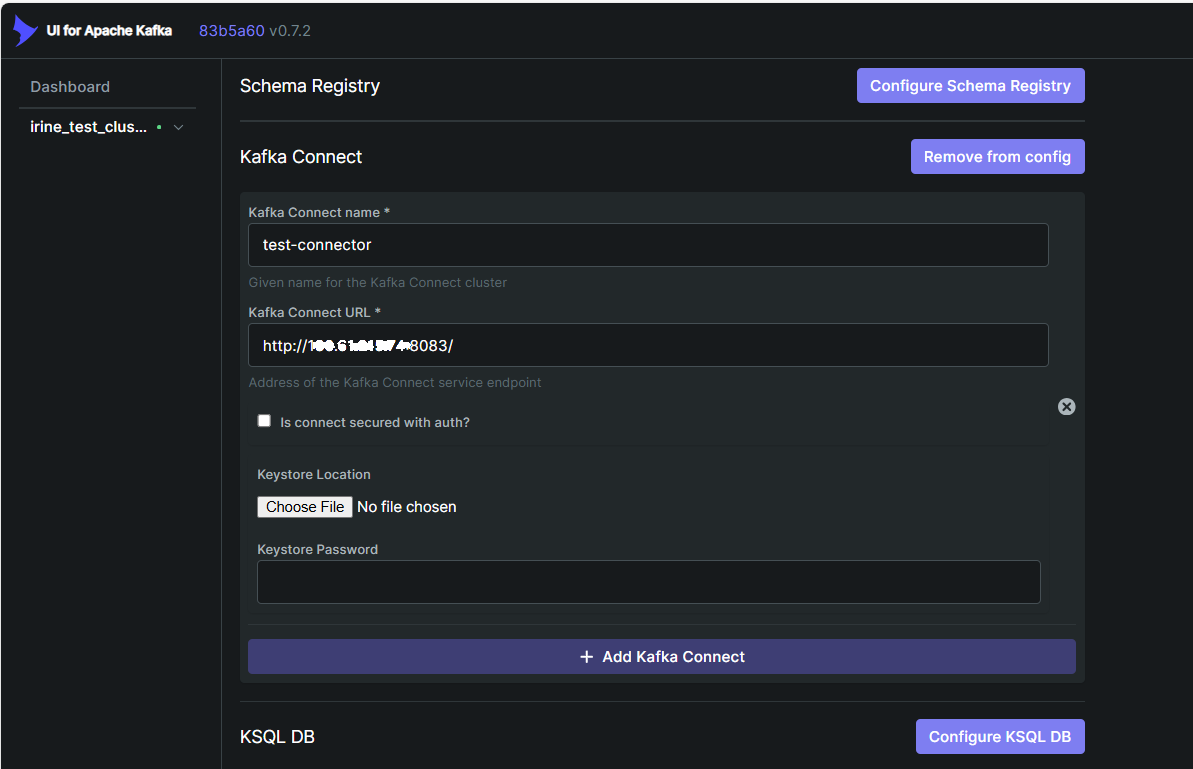 UI for Apache Kafka 83b5a60 v0.7.2
Dashboard
irine_test_clus...
Schema Registry
Configure Schema Registry
Kafka Connect
Remove from config
Kafka Connect name *
test-connector
Given name for the Kafka Connect cluster
Kafka Connect URL *
http:// 8083/
Address of the Kafka Connect service endpoint
Is connect secured with auth?
Keystore Location
Choose File No file chosen
Keystore Password
+ Add Kafka Connect
KSQL DB
Configure KSQL DB